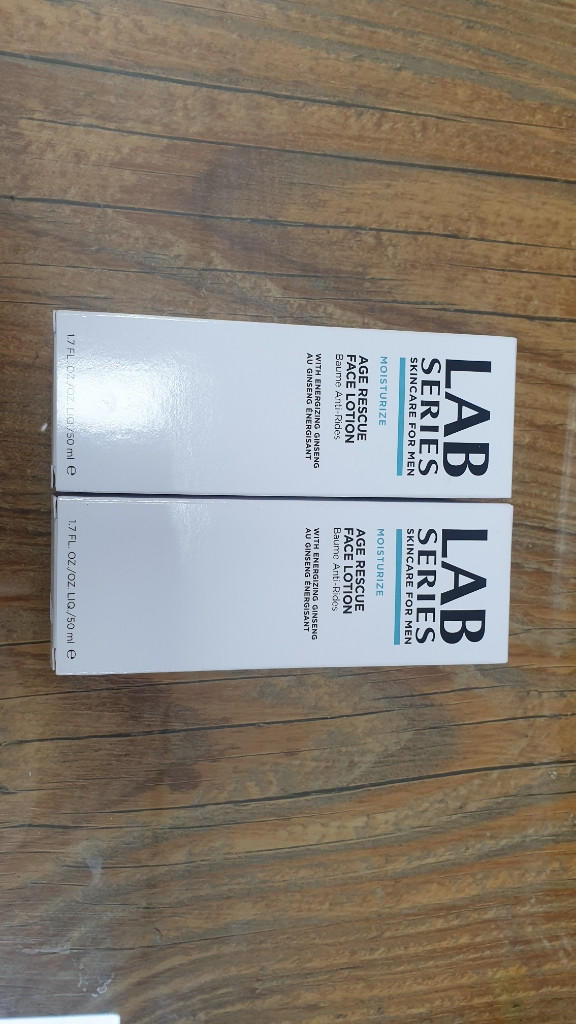 LAB
SERIES
SKINCARE FOR MEN
MOISTURIZE
AGE RESCUE
FACE LOTION
Baume Anti-Rides
WITH ENERGIZING GINSENG
AU GINSENG ÉNERGISANT
1.7 FL. OZ./OZ. LIQ./50 ml ℮
LAB
SERIES
SKINCARE FOR MEN
MOISTURIZE
AGE RESCUE
FACE LOTION
Baume Anti-Rides
WITH ENERGIZING GINSENG
AU GINSENG ÉNERGISANT
1.7 FL. OZ./OZ. LIQ./50 ml ℮